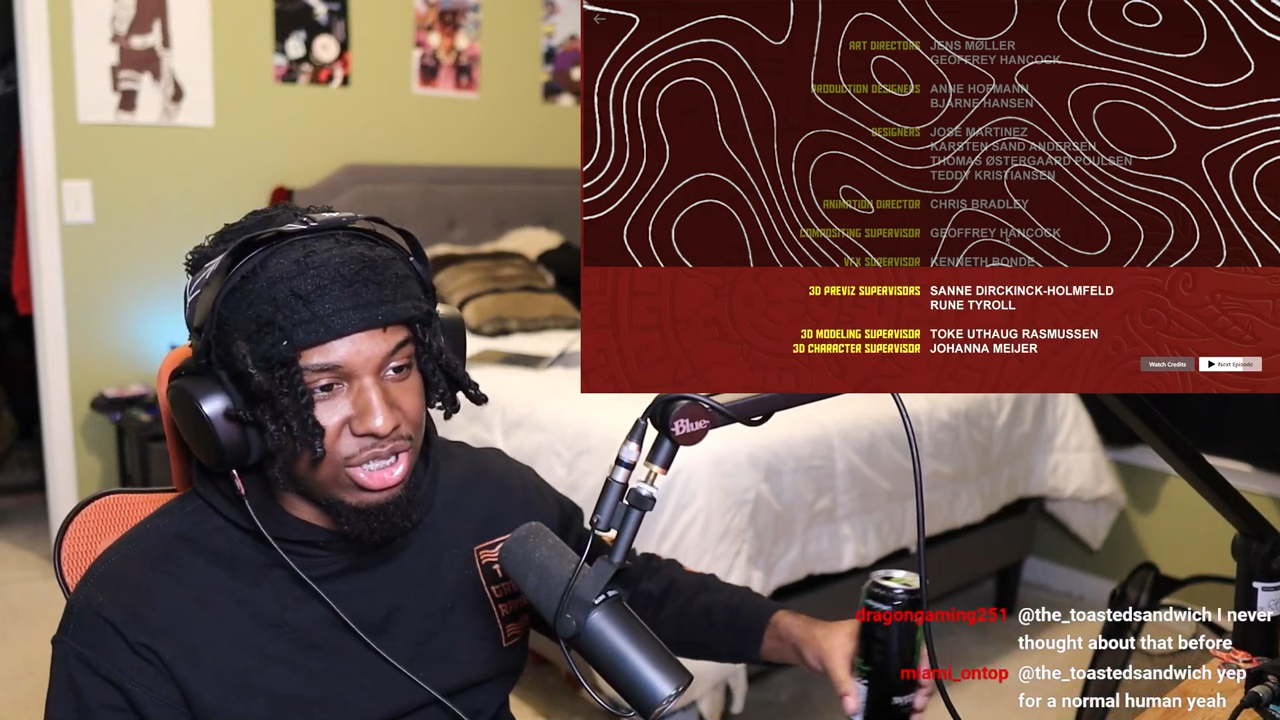 ART DIRECTORS JENS MØLLER
GEOFFREY HANCOCK
PRODUCTION DESIGNERS ANNE HOFMANN
BJARNE HANSEN
DESIGNERS JOSE MARTINEZ
KARSTEN SAND ANDERSEN
THOMAS ØSTERGAARD POULSEN
TEDDY KRISTIANSEN
ANIMATION DIRECTOR CHRIS BRADLEY
COMPOSITING SUPERVISOR GEOFFREY HANCOCK
VFX SUPERVISOR KENNETH BONDE
3D PREVIZ SUPERVISORS SANNE DIRCKINCK-HOLMFELD
RUNE TYROLL
3D MODELING SUPERVISOR TOKE UTHAUG RASMUSSEN
3D CHARACTER SUPERVISOR JOHANNA MEIJER
Watch Credits
Next Episode
Blue
dragongaming251 @the_toastedsandwich I never
thought about that before
miami_ontop @the_toastedsandwich yep
for a normal human yeah